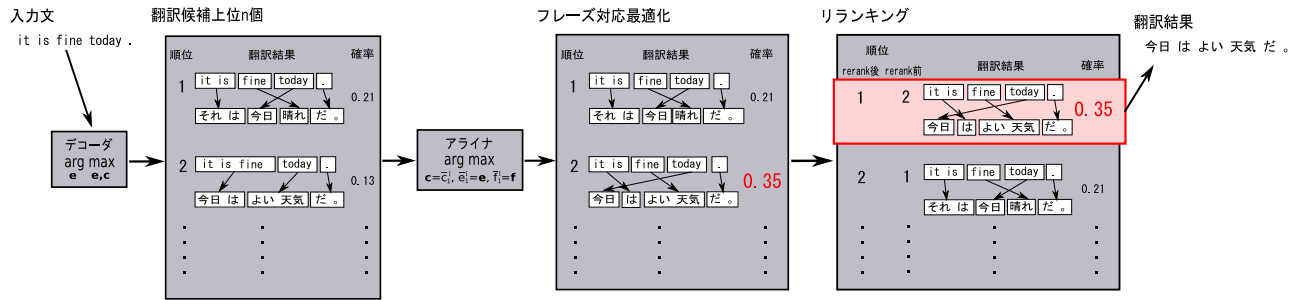 入力文
it is fine today .
デコーダ
arg max
e e,c
翻訳候補上位n個
順位 翻訳結果 確率
1 it is fine today . 0.21
それ は 今日 晴れ だ 。
2 it is fine today . 0.13
今日 は よい 天気 だ 。
アライナ
arg max
フレーズ対応最適化
順位 翻訳結果 確率
1 it is fine today . 0.21
それ は 今日 晴れ だ 。
2 it is fine today . 0.35
今日 は よい 天気 だ 。
リランキング
順位
rerank後 rerank前 翻訳結果 確率
1 2 it is fine today . 0.35
今日 は よい 天気 だ 。
2 1 it is fine today . 0.21
それ は 今日 晴れ だ 。
翻訳結果
今日 は よい 天気 だ 。